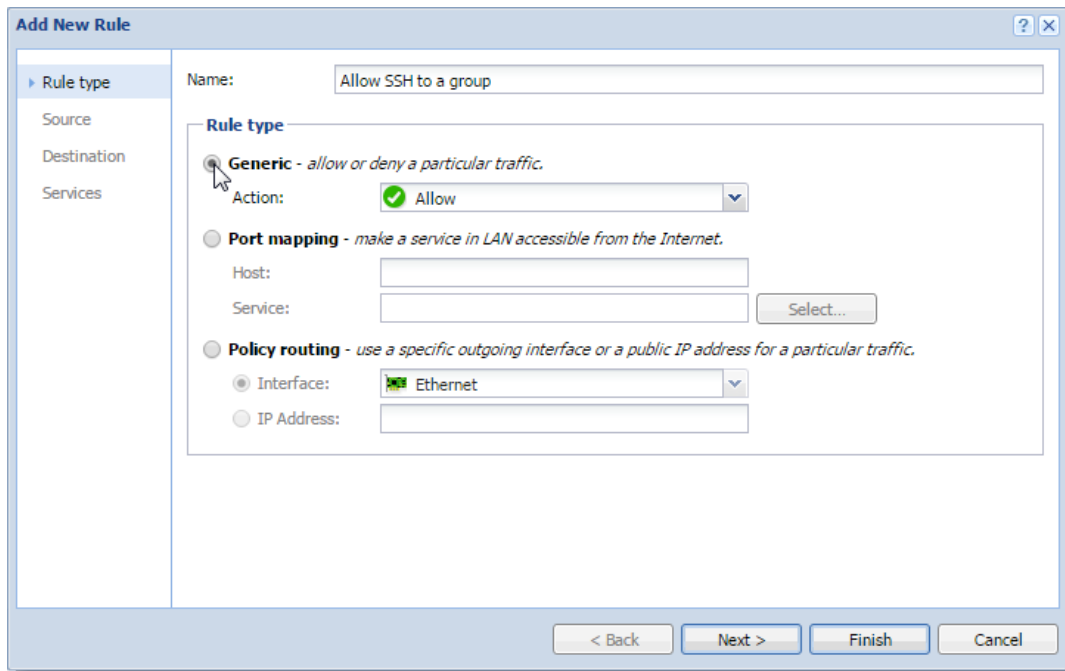 Add New Rule
Rule type
Source
Destination
Services
Name: Allow SSH to a group
Rule type
Generic - allow or deny a particular traffic.
Action: Allow
Port mapping - make a service in LAN accessible from the Internet.
Host:
Service: Select...
Policy routing - use a specific outgoing interface or a public IP address for a particular traffic.
Interface: Ethernet
IP Address:
< Back Next > Finish Cancel